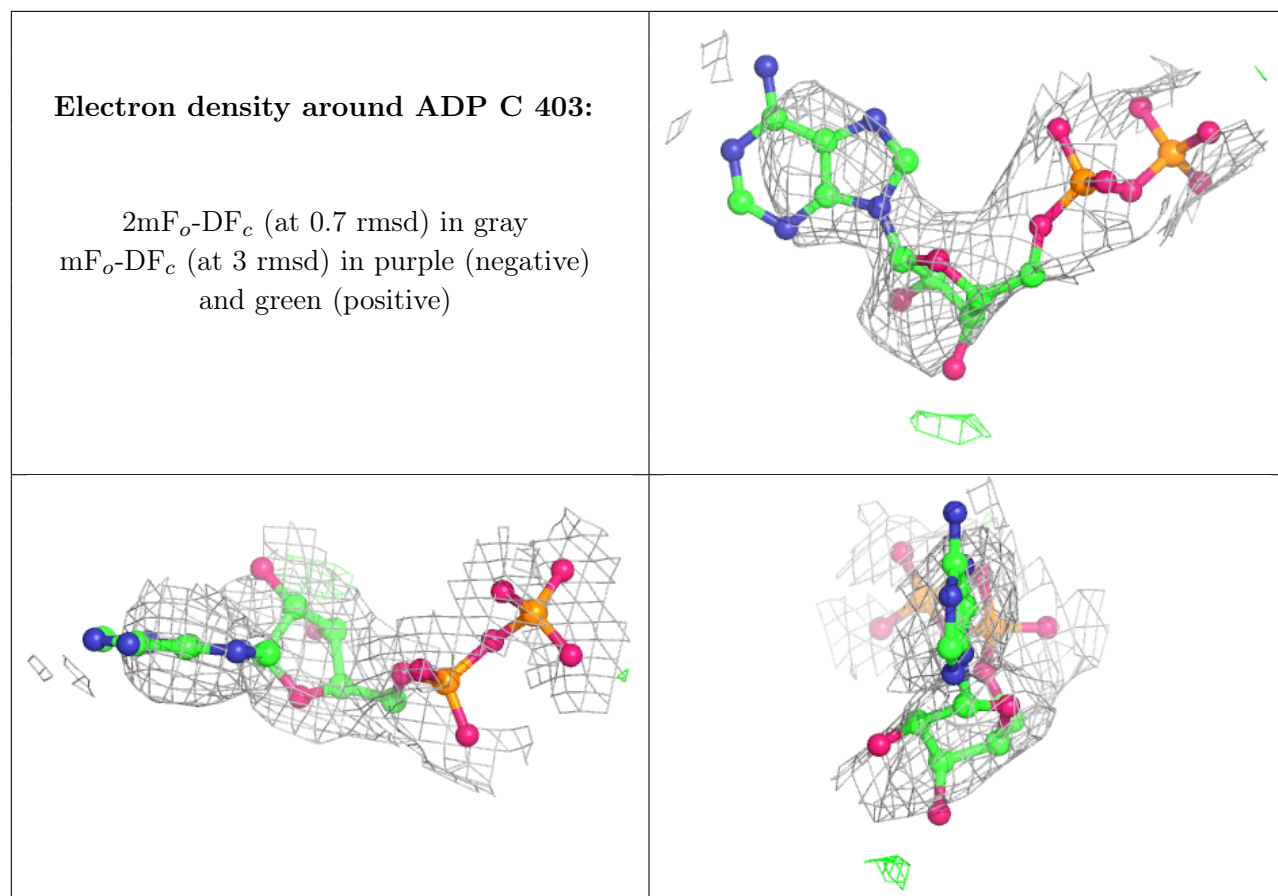 Electron density around ADP C 403:
2mFₒ-DF𝒸 (at 0.7 rmsd) in gray
mFₒ-DF𝒸 (at 3 rmsd) in purple (negative)
and green (positive)